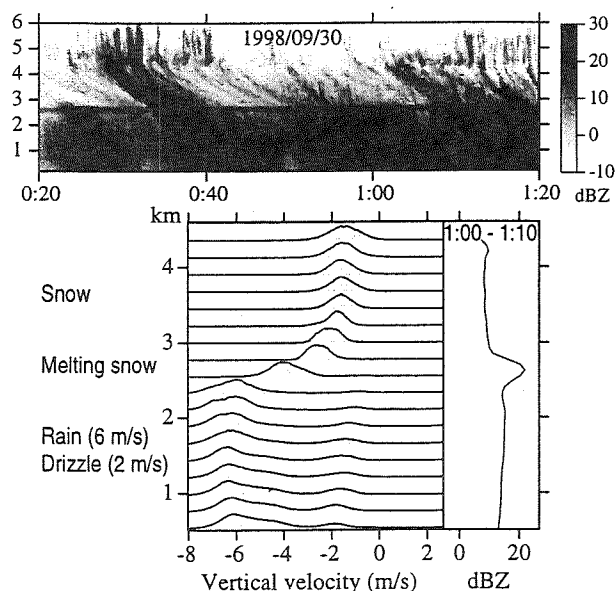 1998/09/30
6
5
4
3
2
1
30
20
10
0
-10
0:20 0:40 1:00 1:20 dBZ
km
1:00 - 1:10
4
Snow
3
Melting snow
2
Rain (6 m/s)
Drizzle (2 m/s)
1
-8 -6 -4 -2 0 2 0 20
Vertical velocity (m/s) dBZ